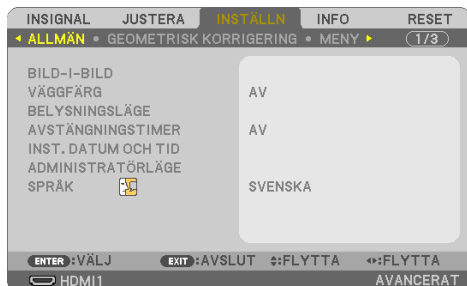 INSIGNAL JUSTERA INSTÄLLN INFO RESET
ALLMÄN • GEOMETRISK KORRIGERING • MENY 1/3
BILD-I-BILD
VÄGGFÄRG AV
BELYSNINGSLÄGE
AVSTÄNGNINGSTIMER AV
INST. DATUM OCH TID
ADMINISTRATÖRLÄGE
SPRÅK SVENSKA
ENTER :VÄLJ EXIT :AVSLUT :FLYTTA :FLYTTA
HDMI1 AVANCERAT